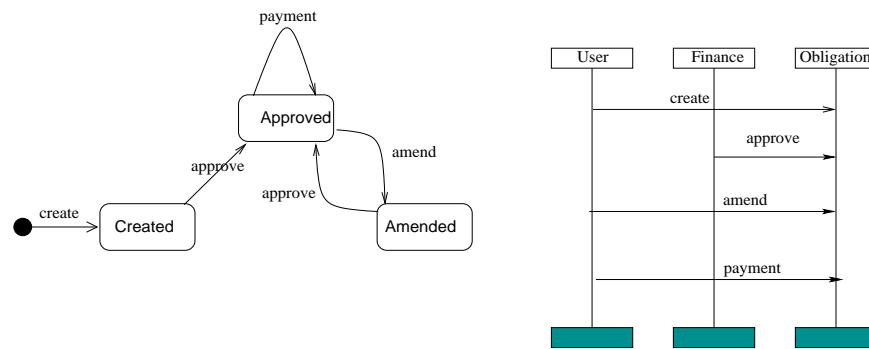 payment
Approved
approve
amend
approve
create
Created
Amended
User
Finance
Obligation
create
approve
amend
payment